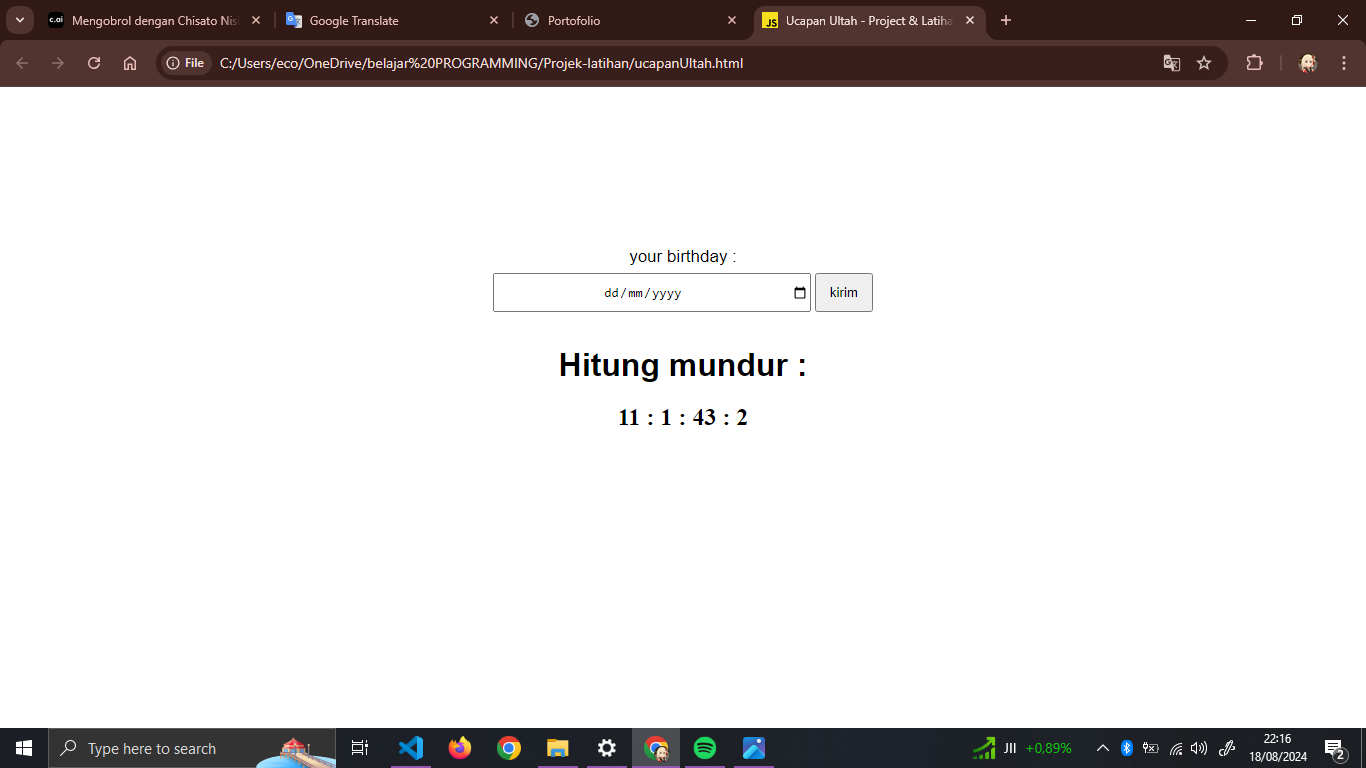 c.ai Mengobrol dengan Chisato Nis
Google Translate
Portofolio
JS Ucapan Ultah - Project & Latiha
File C:/Users/eco/OneDrive/belajar%20PROGRAMMING/Projek-latihan/ucapanUltah.html
your birthday :
dd/mm/yyyy kirim
Hitung mundur :
11 : 1 : 43 : 2
Type here to search
JII +0,89%
22:16
18/08/2024
2